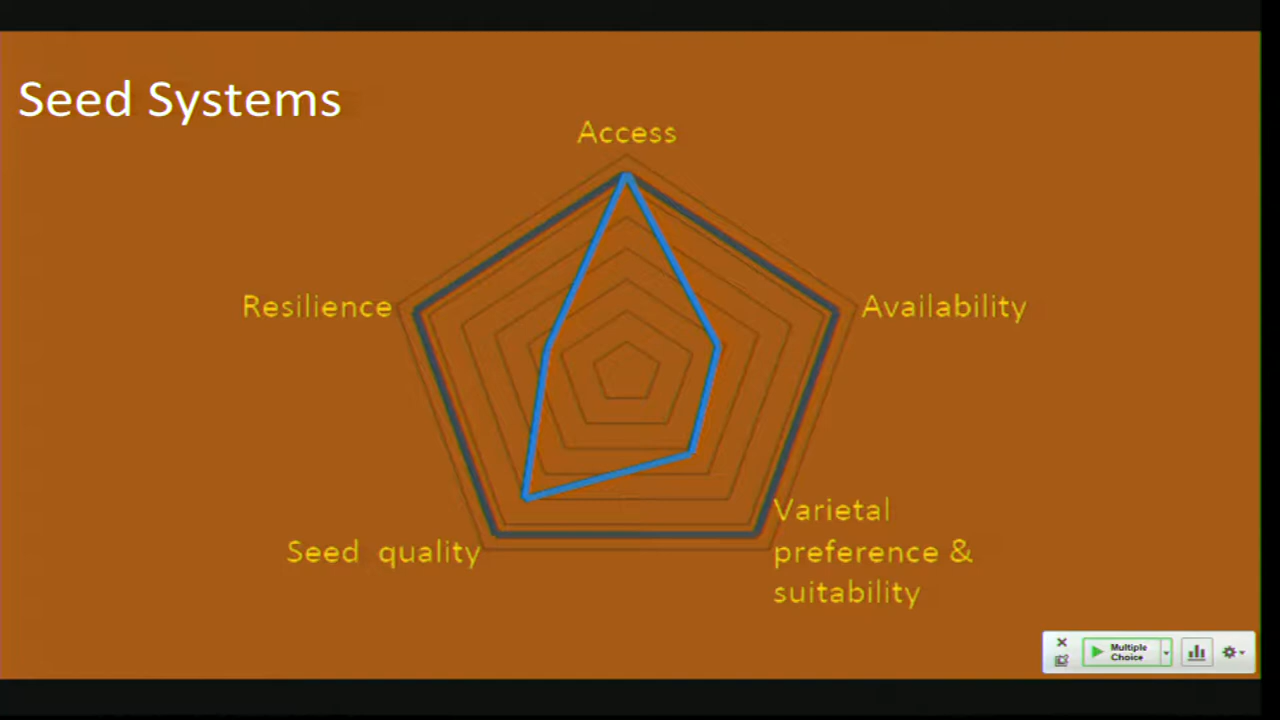 Seed Systems
Access
Resilience
Availability
Varietal
preference &
suitability
Seed quality
Multiple
Choice